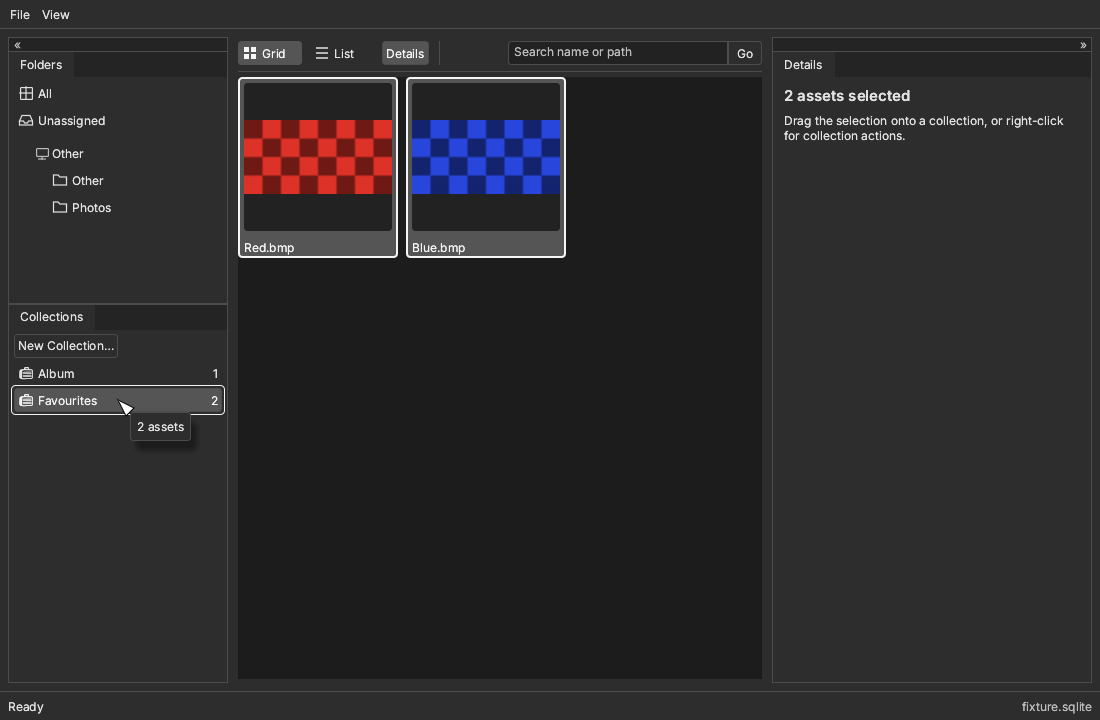 File View
«
Folders
All
Unassigned
Other
Other
Photos
Collections
New Collection...
Album 1
Favourites 2
2 assets
Grid List Details Search name or path Go
Red.bmp Blue.bmp
»
Details
2 assets selected
Drag the selection onto a collection, or right-click
for collection actions.
Ready fixture.sqlite